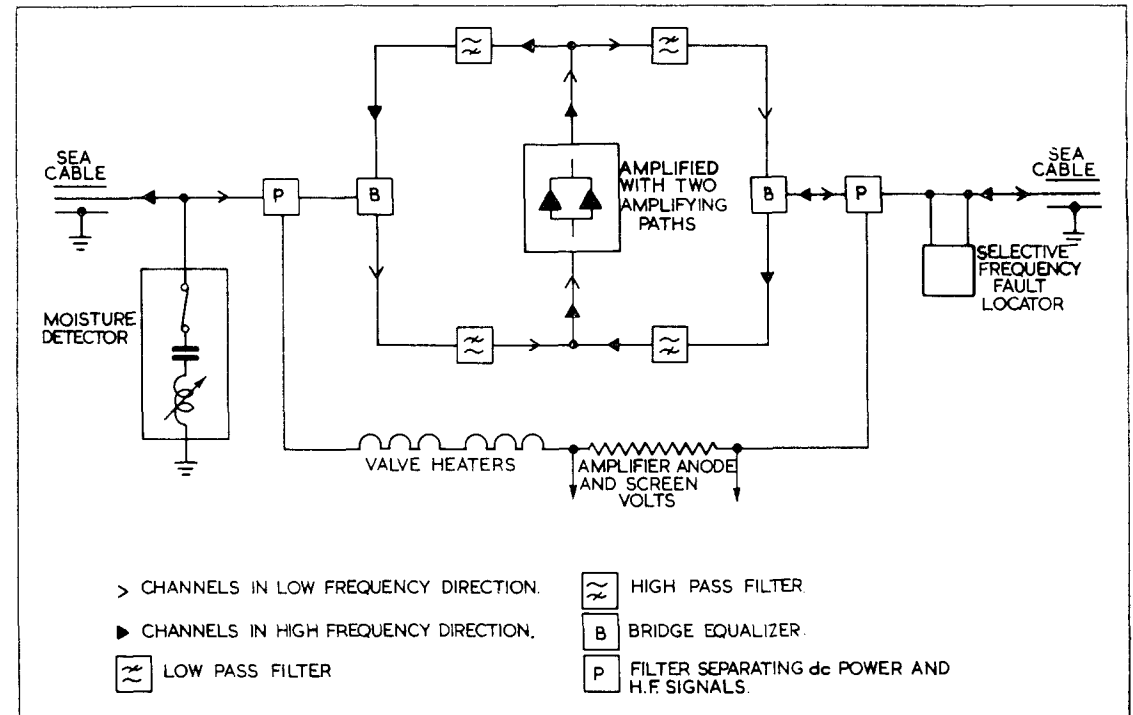 SEA
CABLE
P
B
AMPLIFIED
WITH TWO
AMPLIFYING
PATHS
B
P
SEA
CABLE
SELECTIVE
FREQUENCY
FAULT
LOCATOR
MOISTURE
DETECTOR
VALVE HEATERS
AMPLIFIER ANODE
AND SCREEN
VOLTS
CHANNELS IN LOW FREQUENCY DIRECTION.
CHANNELS IN HIGH FREQUENCY DIRECTION.
LOW PASS FILTER
HIGH PASS FILTER
B BRIDGE EQUALIZER.
P FILTER SEPARATING dc POWER AND
H.F. SIGNALS.